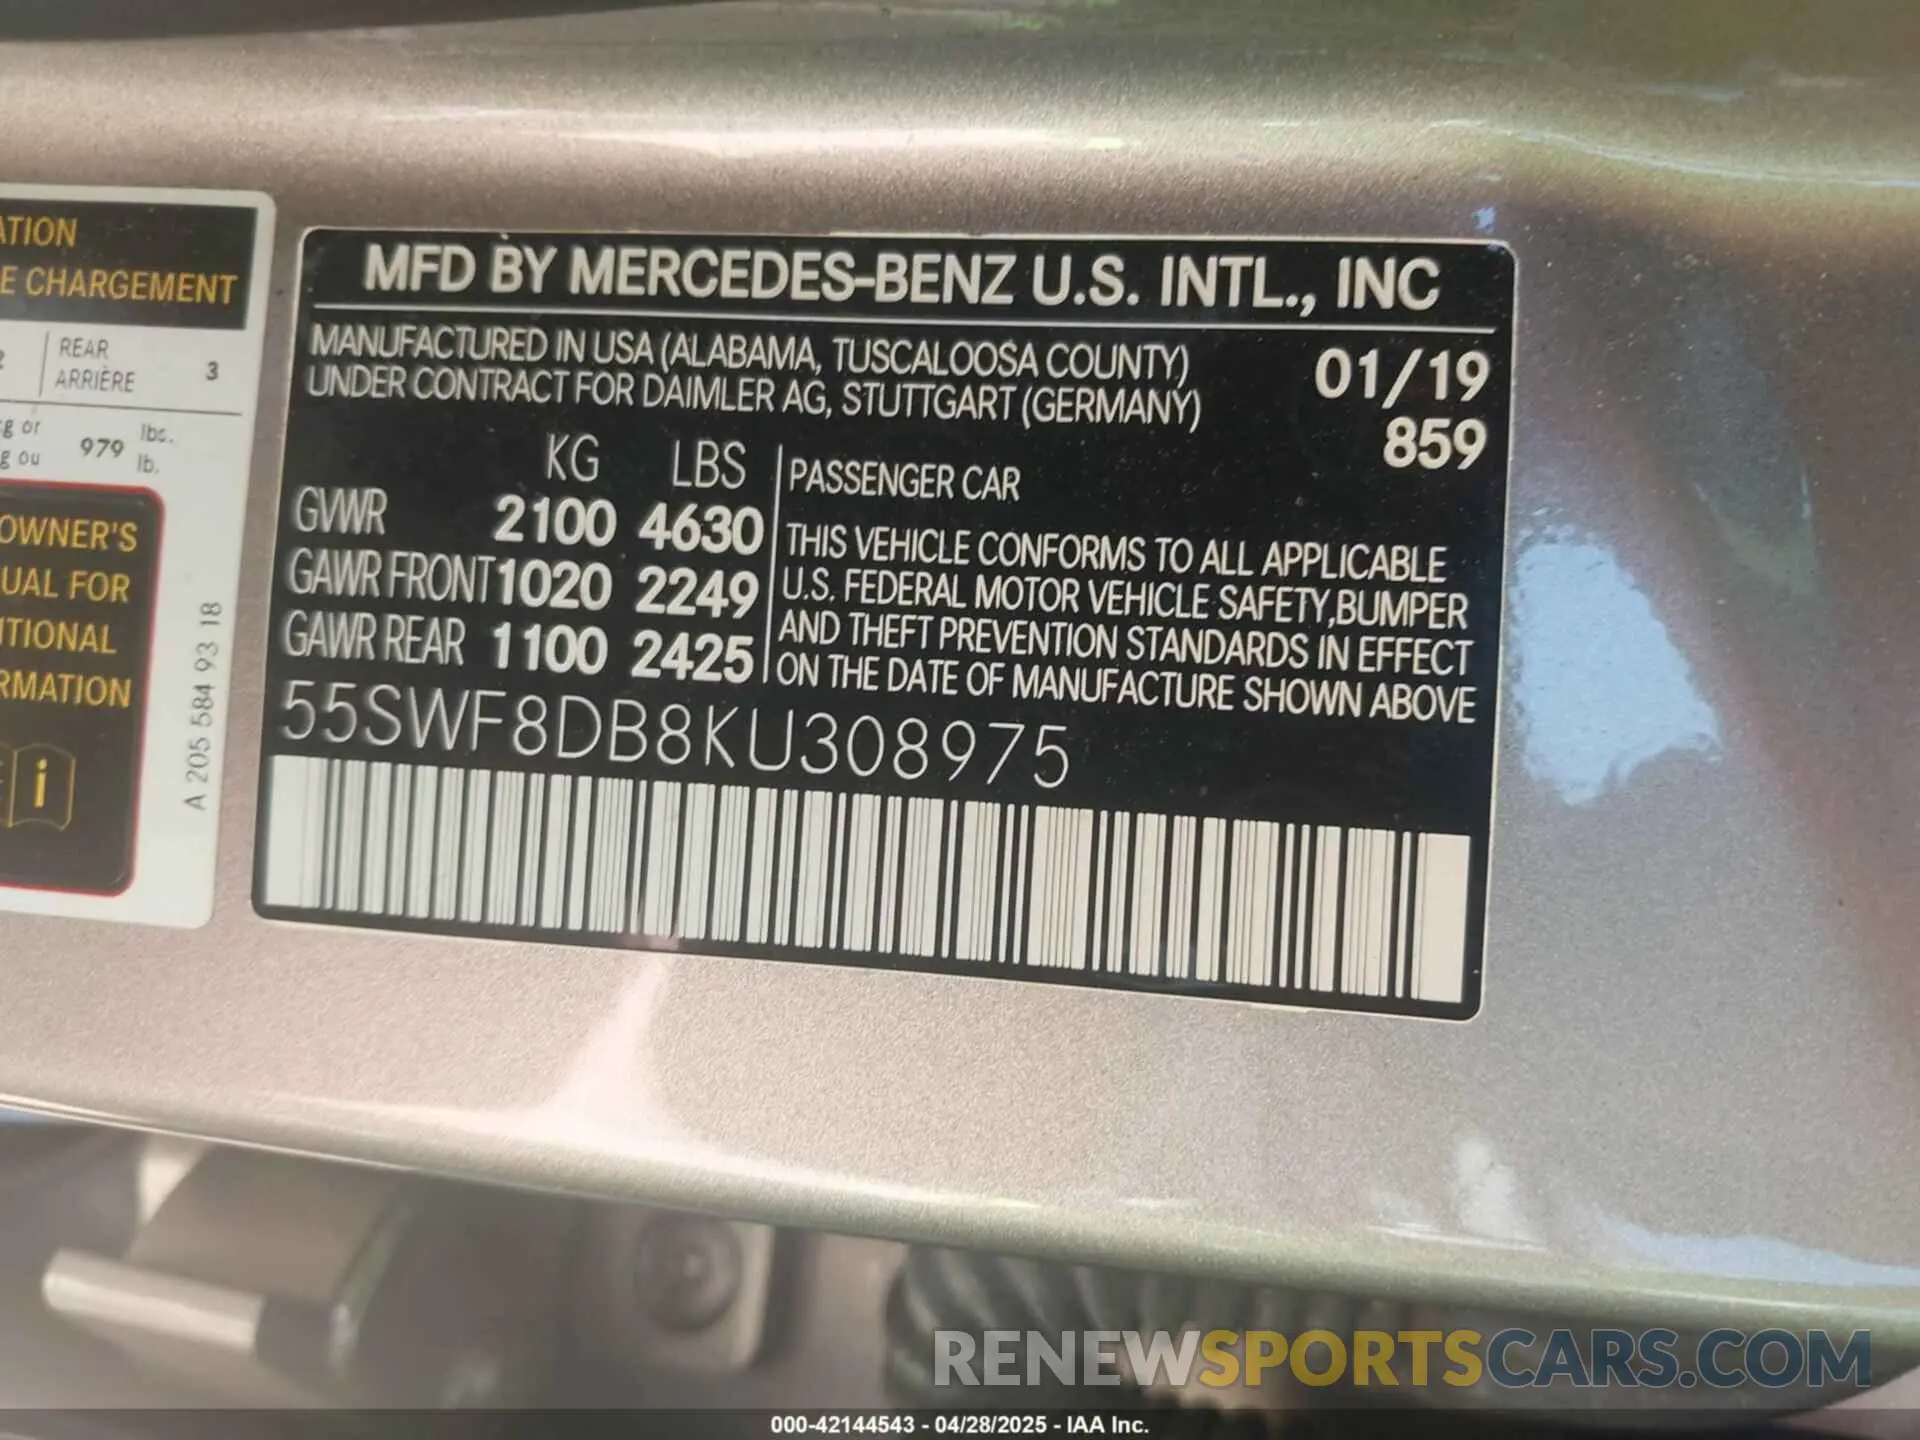 ATION
E CHARGEMENT
REAR
ARRIÈRE 3
kg or
979 lbs.
lb.
OWNER'S
UAL FOR
ITIONAL
RMATION
i
A 205 584 93 18
MFD BY MERCEDES-BENZ U.S. INTL., INC
MANUFACTURED IN USA (ALABAMA, TUSCALOOSA COUNTY)
UNDER CONTRACT FOR DAIMLER AG, STUTTGART (GERMANY)
01/19
859
KG LBS
GVWR 2100 4630
GAWR FRONT 1020 2249
GAWR REAR 1100 2425
PASSENGER CAR
THIS VEHICLE CONFORMS TO ALL APPLICABLE
U.S. FEDERAL MOTOR VEHICLE SAFETY,BUMPER
AND THEFT PREVENTION STANDARDS IN EFFECT
ON THE DATE OF MANUFACTURE SHOWN ABOVE
55SWF8DB8KU308975
RENEWSPORTSCARS.COM
000-42144543 - 04/28/2025 - IAA Inc.